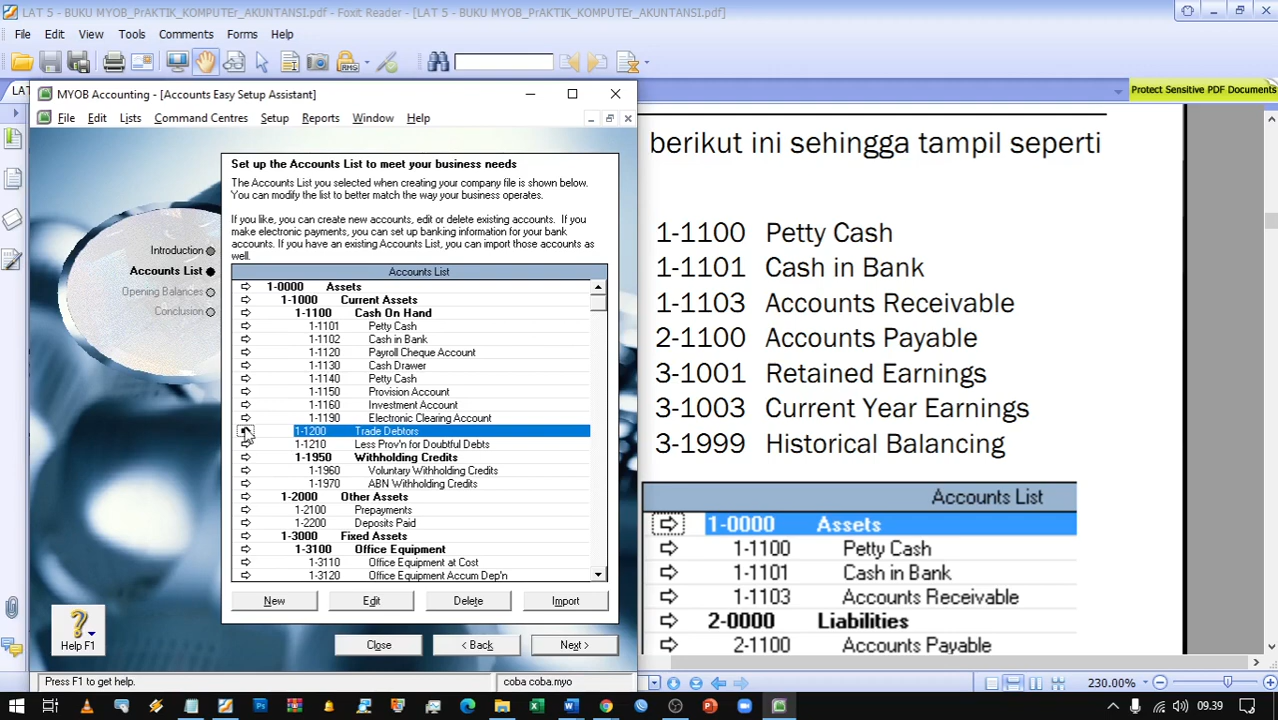 LAT 5 - BUKU MYOB_PrAKTIK_KOMPUTEr_AKUNTANSI.pdf - Foxit Reader - [LAT 5 - BUKU MYOB_PrAKTIK_KOMPUTEr_AKUNTANSI.pdf]
File Edit View Tools Comments Forms Help
LAT
Protect Sensitive PDF Documents
MYOB Accounting - [Accounts Easy Setup Assistant]
File Edit Lists Command Centres Setup Reports Window Help
Introduction
Accounts List
Opening Balances
Conclusion
Set up the Accounts List to meet your business needs
The Accounts List you selected when creating your company file is shown below.
You can modify the list to better match the way your business operates.
If you like, you can create new accounts, edit or delete existing accounts. If you
make electronic payments, you can set up banking information for your bank
accounts. If you have an existing Accounts List, you can import those accounts as
well.
Accounts List
1-0000 Assets
1-1000 Current Assets
1-1100 Cash On Hand
1-1101 Petty Cash
1-1102 Cash in Bank
1-1120 Payroll Cheque Account
1-1130 Cash Drawer
1-1140 Petty Cash
1-1150 Provision Account
1-1160 Investment Account
1-1190 Electronic Clearing Account
1-1200 Trade Debtors
1-1210 Less Prov'n for Doubtful Debts
1-1950 Withholding Credits
1-1960 Voluntary Withholding Credits
1-1970 ABN Withholding Credits
1-2000 Other Assets
1-2100 Prepayments
1-2200 Deposits Paid
1-3000 Fixed Assets
1-3100 Office Equipment
1-3110 Office Equipment at Cost
1-3120 Office Equipment Accum Dep'n
New Edit Delete Import
Help F1
Close < Back Next >
Press F1 to get help.
coba coba.myo
berikut ini sehingga tampil seperti
1-1100 Petty Cash
1-1101 Cash in Bank
1-1103 Accounts Receivable
2-1100 Accounts Payable
3-1001 Retained Earnings
3-1003 Current Year Earnings
3-1999 Historical Balancing
Accounts List
1-0000 Assets
1-1100 Petty Cash
1-1101 Cash in Bank
1-1103 Accounts Receivable
2-0000 Liabilities
2-1100 Accounts Payable
230.00%
09.39